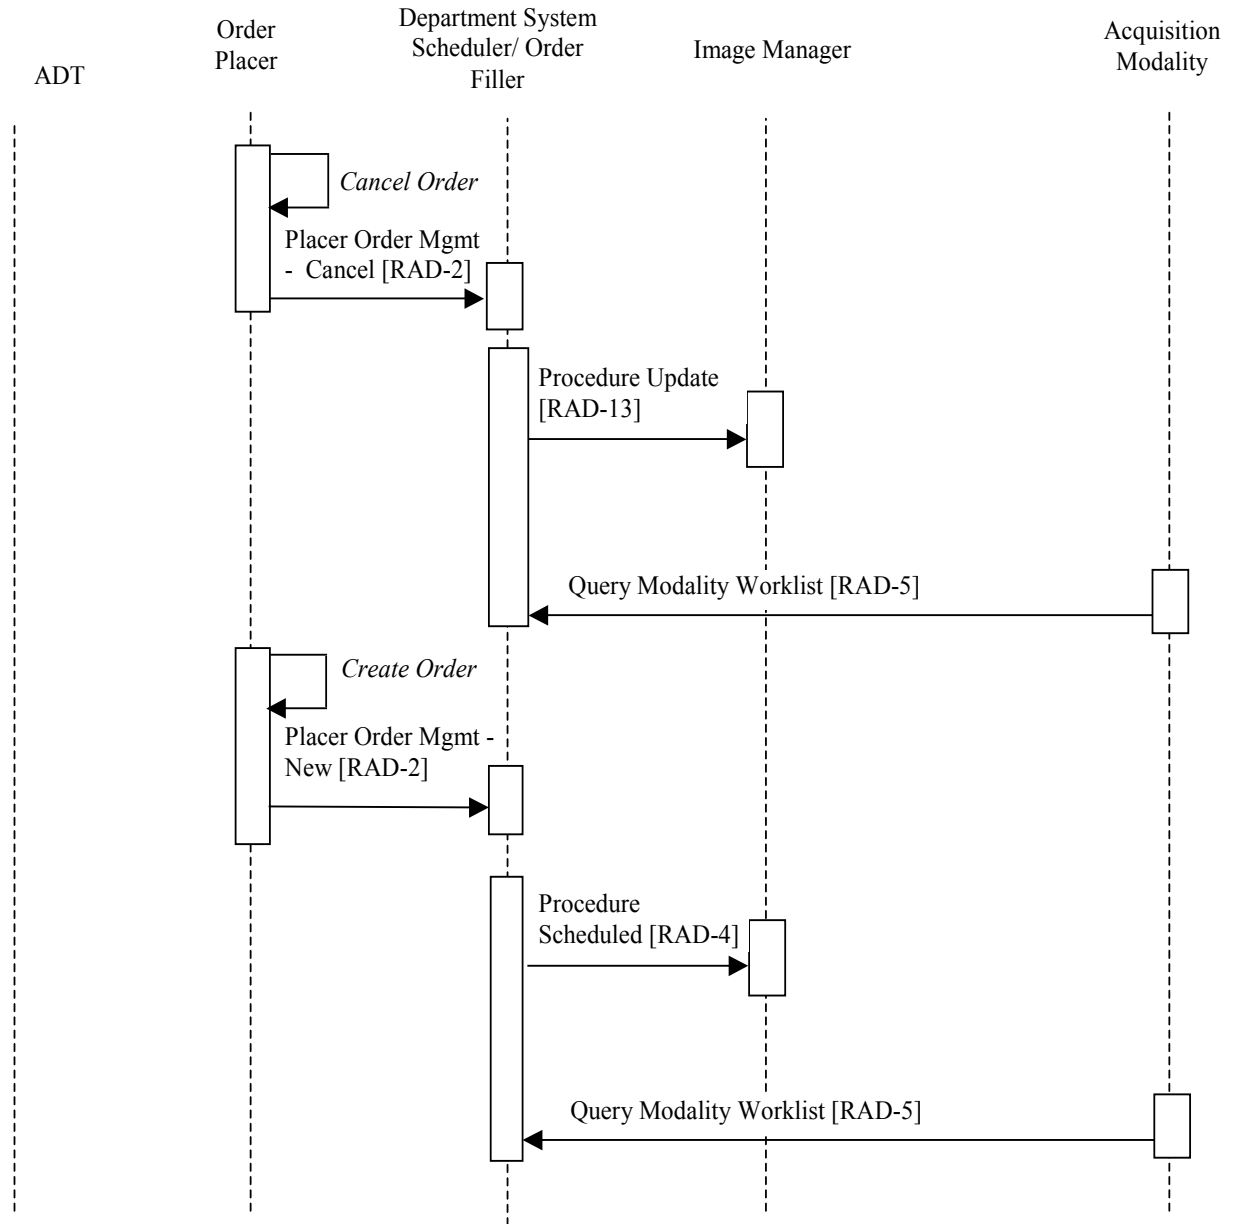 ADT
Order
Placer
Department System
Scheduler/ Order
Filler
Image Manager
Acquisition
Modality
Cancel Order
Placer Order Mgmt
- Cancel [RAD-2]
Procedure Update
[RAD-13]
Query Modality Worklist [RAD-5]
Create Order
Placer Order Mgmt -
New [RAD-2]
Procedure
Scheduled [RAD-4]
Query Modality Worklist [RAD-5]